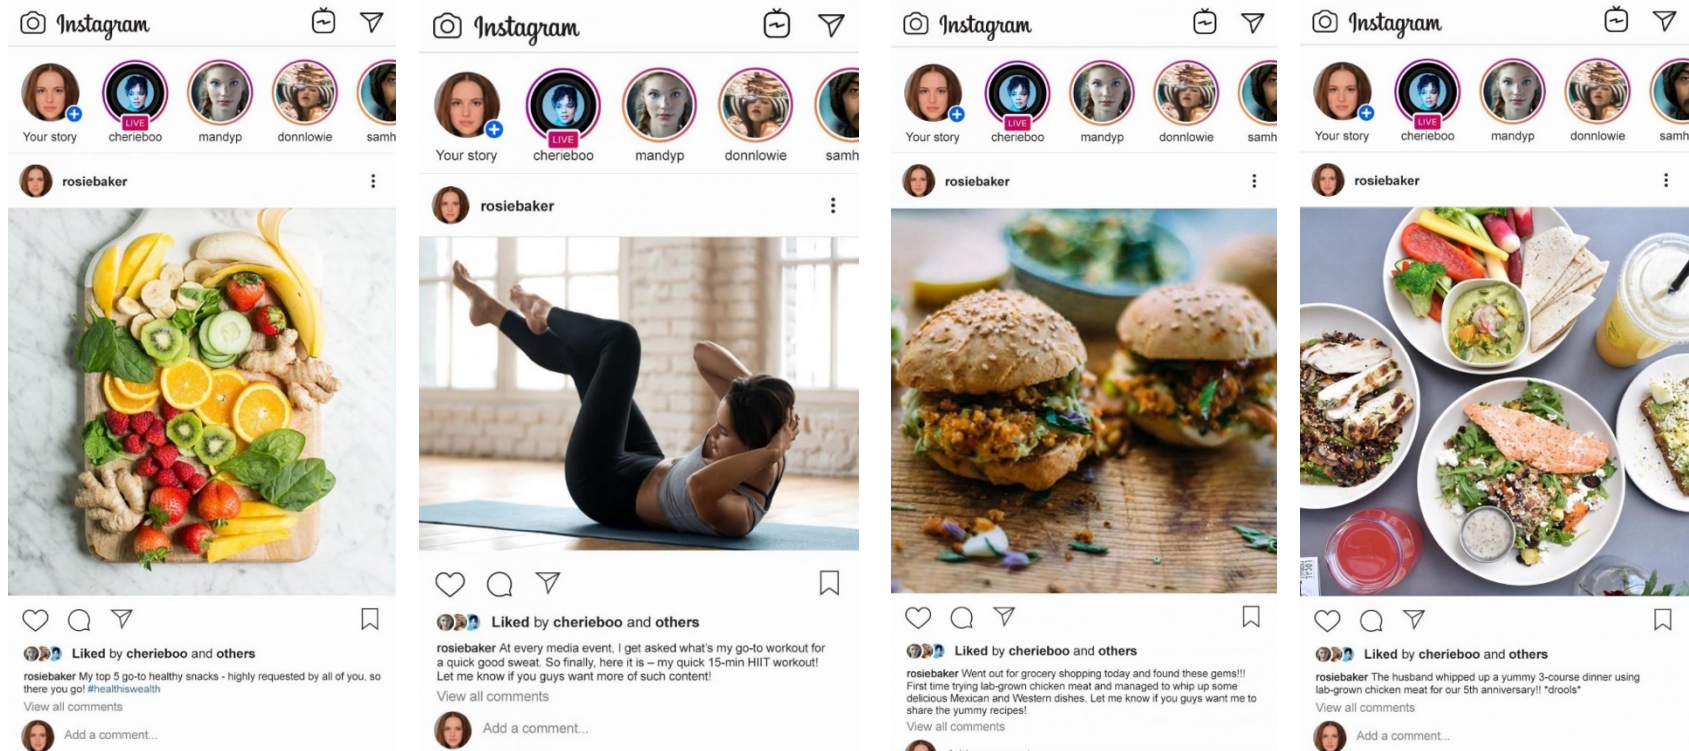 Instagram
LIVE
Your story cherieboo mandyp donnlowie samh
rosiebaker
Liked by cherieboo and others
rosiebaker My top 5 go-to healthy snacks - highly requested by all of you, so
there you go! #healthiswealth
View all comments
Add a comment...
Instagram
LIVE
Your story cherieboo mandyp donnlowie samh
rosiebaker
Liked by cherieboo and others
rosiebaker At every media event, I get asked what's my go-to workout for
a quick good sweat. So finally, here it is – my quick 15-min HIIT workout!
Let me know if you guys want more of such content!
View all comments
Add a comment...
Instagram
LIVE
Your story cherieboo mandyp donnlowie samh
rosiebaker
Liked by cherieboo and others
rosiebaker Went out for grocery shopping today and found these gems!!!
First time trying lab-grown chicken meat and managed to whip up some
delicious Mexican and Western dishes. Let me know if you guys want me to
share the yummy recipes!
View all comments
Instagram
LIVE
Your story cherieboo mandyp donnlowie samh
rosiebaker
Liked by cherieboo and others
rosiebaker The husband whipped up a yummy 3-course dinner using
lab-grown chicken meat for our 5th anniversary!! *drools*
View all comments
Add a comment...